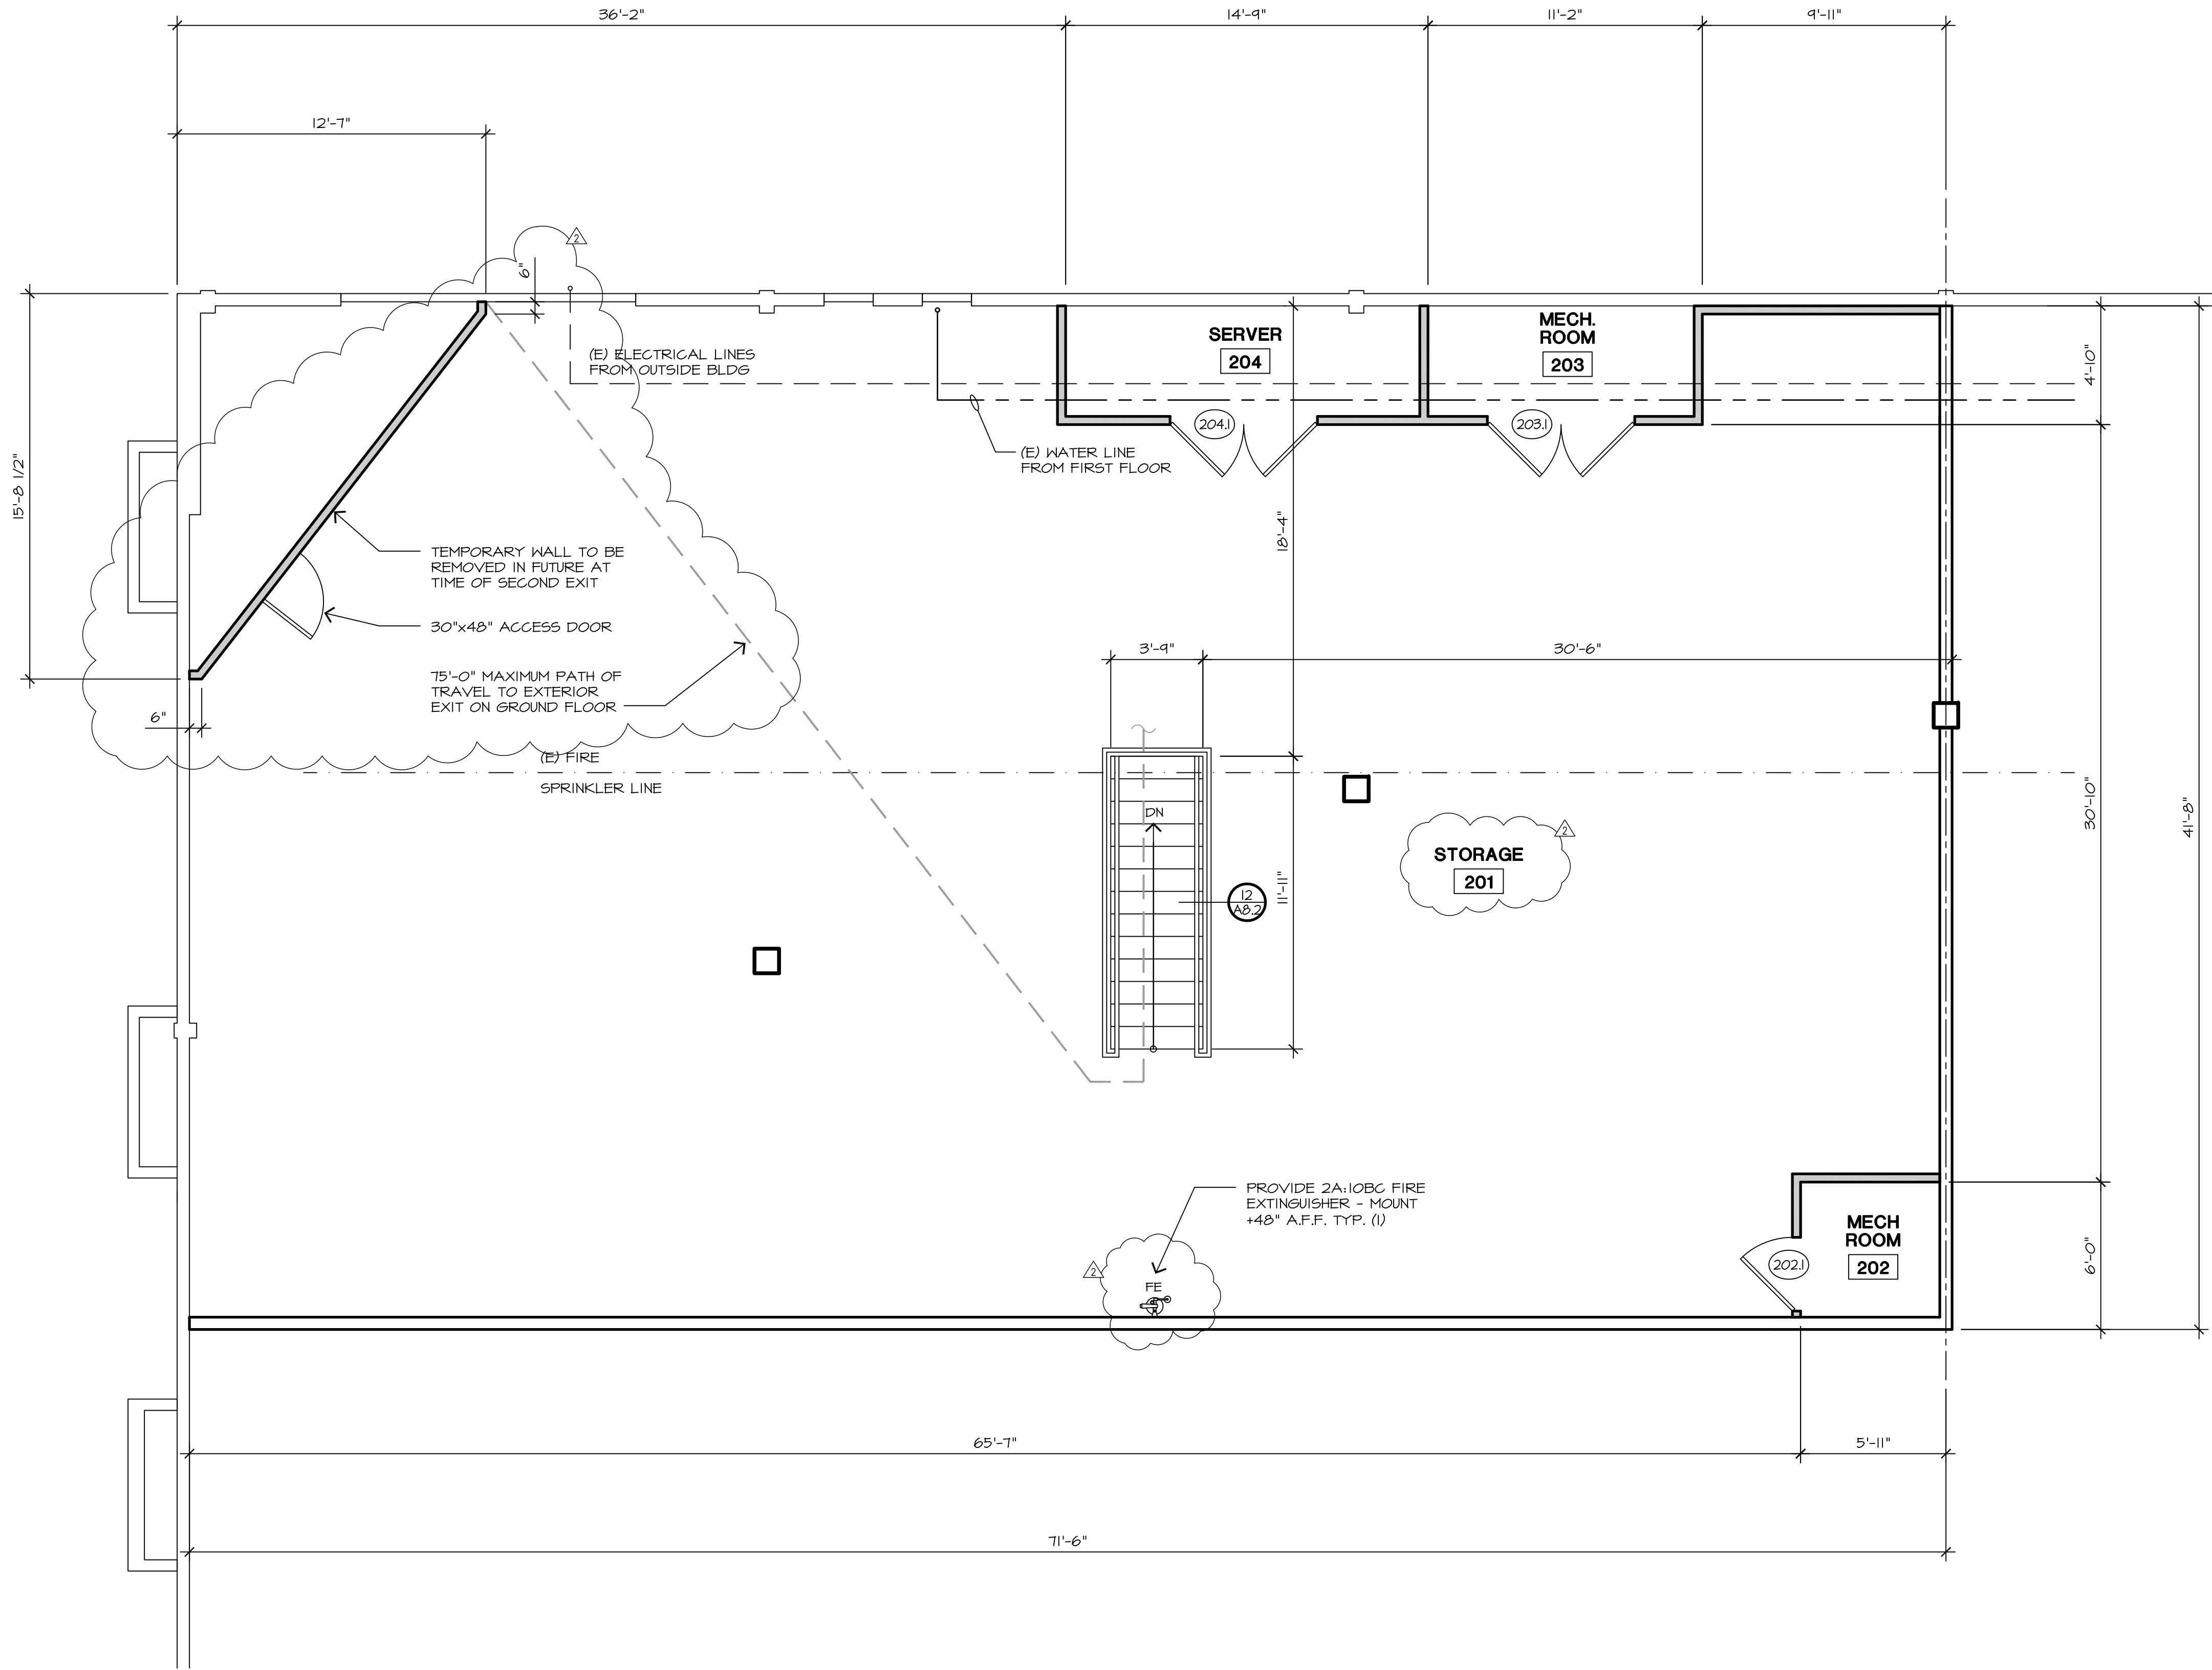 36'-2"
14'-9"
11'-2"
9'-11"
12'-7"
2
6"
(E) ELECTRICAL LINES
FROM OUTSIDE BLDG
SERVER
204
MECH.
ROOM
203
4'-10"
204.1
203.1
(E) WATER LINE
FROM FIRST FLOOR
15'-8 1/2"
18'-4"
TEMPORARY WALL TO BE
REMOVED IN FUTURE AT
TIME OF SECOND EXIT
30"x48" ACCESS DOOR
75'-0" MAXIMUM PATH OF
TRAVEL TO EXTERIOR
EXIT ON GROUND FLOOR
3'-9"
30'-6"
6"
(E) FIRE
SPRINKLER LINE
DN
30'-10"
41'-8"
2
STORAGE
201
12
A8.2
11'-11"
PROVIDE 2A:10BC FIRE
EXTINGUISHER - MOUNT
+48" A.F.F. TYP. (1)
2
FE
MECH
ROOM
202
202.1
6'-0"
65'-7"
5'-11"
71'-6"